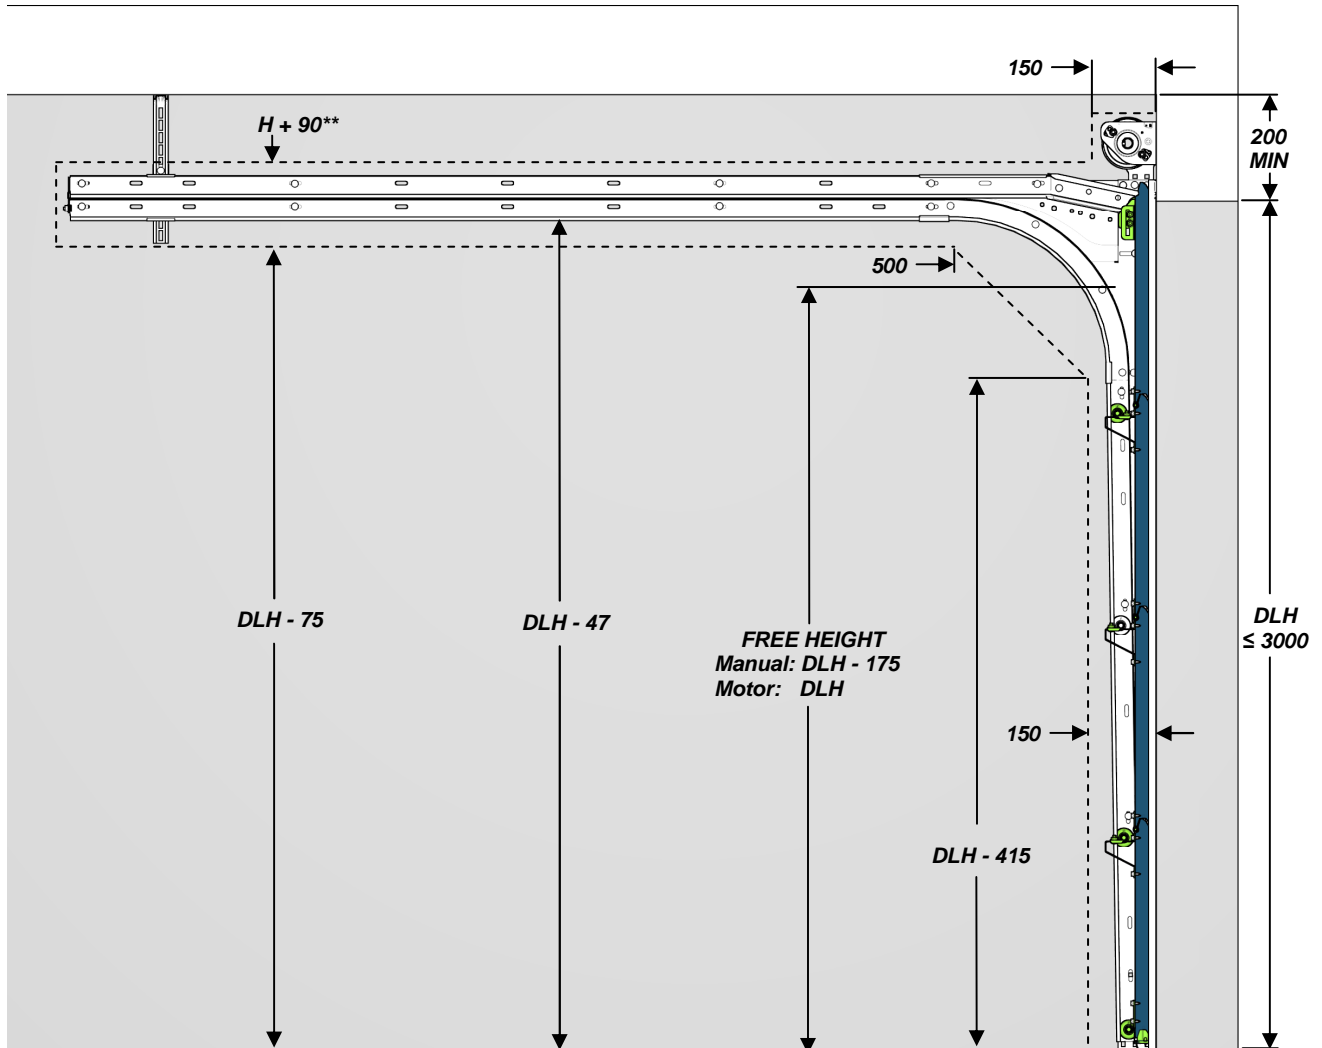 150
H + 90**
200
MIN
500
DLH - 75
DLH - 47
FREE HEIGHT
Manual: DLH - 175
Motor: DLH
DLH
≤ 3000
150
DLH - 415